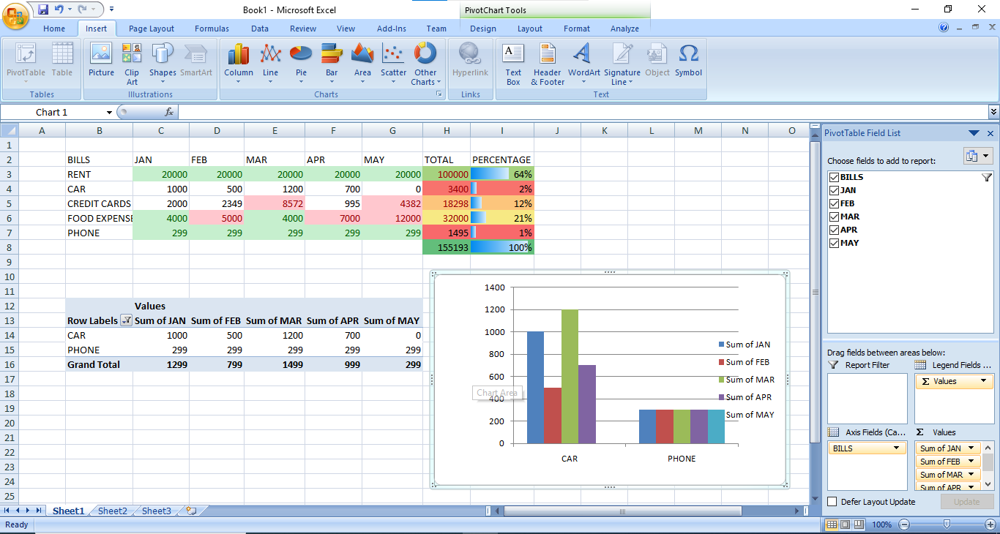 Book1 - Microsoft Excel
PivotChart Tools
Home Insert Page Layout Formulas Data Review View Add-Ins Team Design Layout Format Analyze
PivotTable Table Picture Clip Art Shapes SmartArt Column Line Pie Bar Area Scatter Other Charts Hyperlink Text Box Header & Footer WordArt Signature Line Object Symbol
Tables Illustrations Charts Links Text
Chart 1 fx
A B C D E F G H I J K L M N O
1
2 BILLS JAN FEB MAR APR MAY TOTAL PERCENTAGE
3 RENT 20000 20000 20000 20000 20000 100000 64%
4 CAR 1000 500 1200 700 0 3400 2%
5 CREDIT CARDS 2000 2349 8572 995 4382 18298 12%
6 FOOD EXPENSE 4000 5000 4000 7000 12000 32000 21%
7 PHONE 299 299 299 299 299 1495 1%
8 155193 100%
9
10
11
12 Values
13 Row Labels Sum of JAN Sum of FEB Sum of MAR Sum of APR Sum of MAY
14 CAR 1000 500 1200 700 0
15 PHONE 299 299 299 299 299
16 Grand Total 1299 799 1499 999 299
17
18
19
20
21
22
23
24
25
1400
1200
1000
800
600
400
200
0
Chart Area
CAR PHONE
Sum of JAN
Sum of FEB
Sum of MAR
Sum of APR
Sum of MAY
PivotTable Field List
Choose fields to add to report:
BILLS
JAN
FEB
MAR
APR
MAY
Drag fields between areas below:
Report Filter Legend Fields ...
Σ Values
Axis Fields (Ca... Σ Values
BILLS Sum of JAN
Sum of FEB
Sum of MAR
Sum of APR
Defer Layout Update Update
Sheet1 Sheet2 Sheet3
Ready 100%